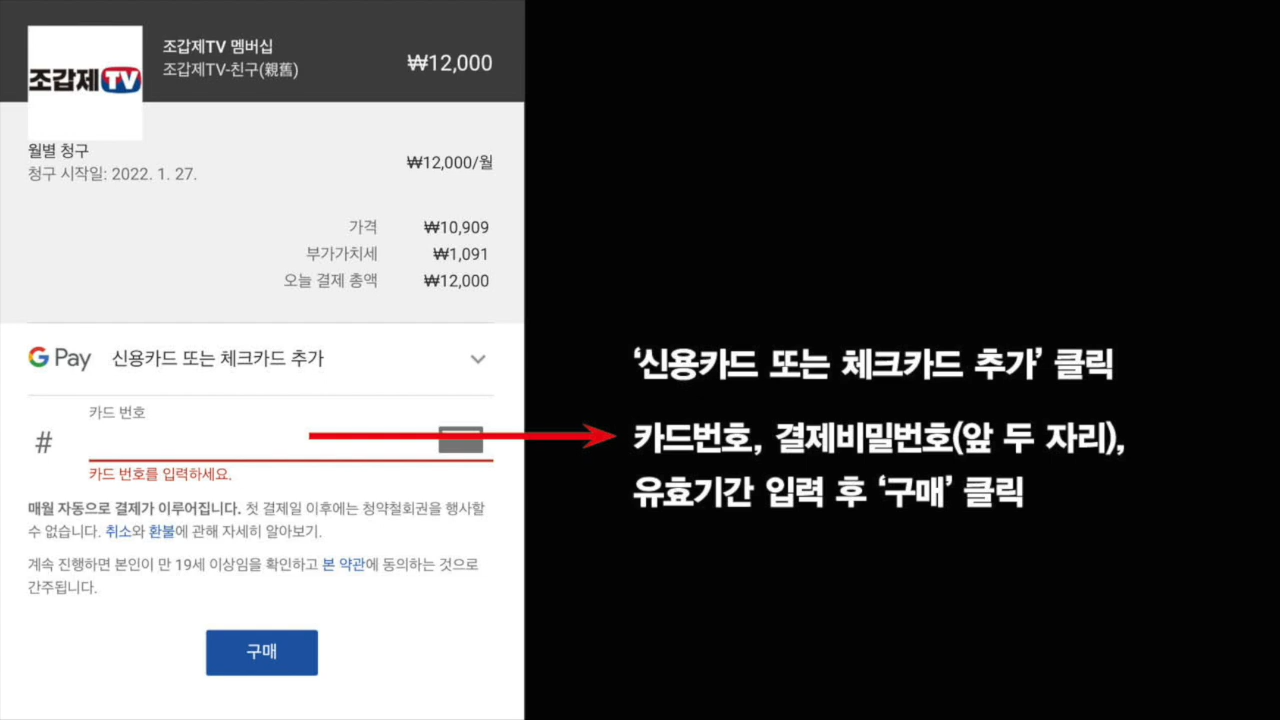 조갑제TV
조갑제TV 멤버십
조갑제TV-친구(親舊)
₩12,000
월별 청구
청구 시작일: 2022. 1. 27.
₩12,000/월
가격 ₩10,909
부가가치세 ₩1,091
오늘 결제 총액 ₩12,000
G Pay 신용카드 또는 체크카드 추가
카드 번호
#
카드 번호를 입력하세요.
매월 자동으로 결제가 이루어집니다. 첫 결제일 이후에는 청약철회권을 행사할
수 없습니다. 취소와 환불에 관해 자세히 알아보기.
계속 진행하면 본인이 만 19세 이상임을 확인하고 본 약관에 동의하는 것으로
간주됩니다.
구매
‘신용카드 또는 체크카드 추가’ 클릭
카드번호, 결제비밀번호(앞 두 자리),
유효기간 입력 후 ‘구매’ 클릭